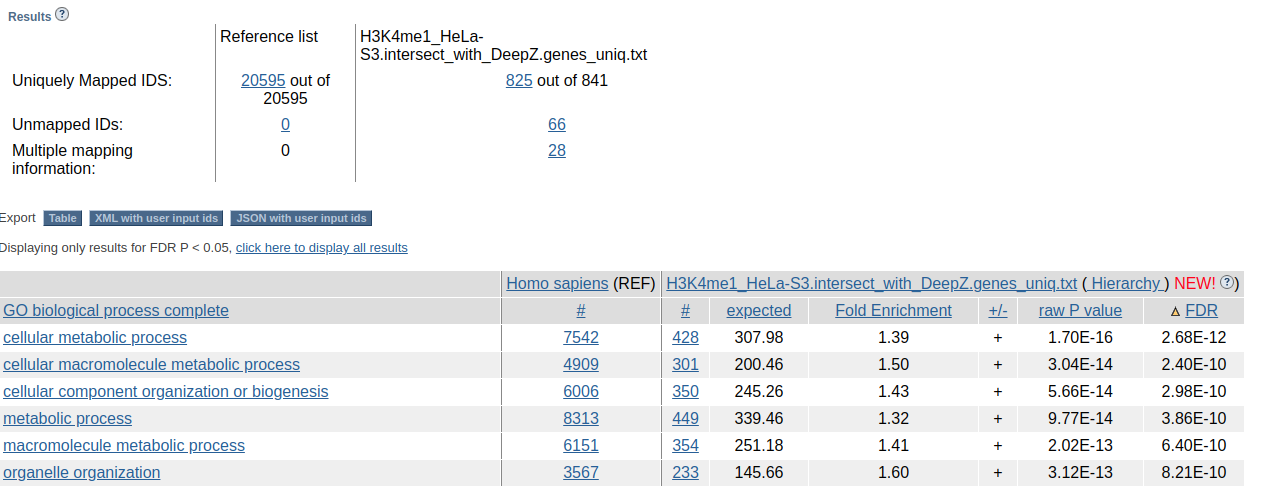 Results ?
Reference list H3K4me1_HeLa-
S3.intersect_with_DeepZ.genes_uniq.txt
Uniquely Mapped IDS: 20595 out of 825 out of 841
20595
Unmapped IDs: 0 66
Multiple mapping 0 28
information:
Export Table XML with user input ids JSON with user input ids
Displaying only results for FDR P < 0.05, click here to display all results
Homo sapiens (REF) H3K4me1_HeLa-S3.intersect_with_DeepZ.genes_uniq.txt ( Hierarchy ) NEW! ?)
GO biological process complete # # expected Fold Enrichment +/- raw P value △ FDR
cellular metabolic process 7542 428 307.98 1.39 + 1.70E-16 2.68E-12
cellular macromolecule metabolic process 4909 301 200.46 1.50 + 3.04E-14 2.40E-10
cellular component organization or biogenesis 6006 350 245.26 1.43 + 5.66E-14 2.98E-10
metabolic process 8313 449 339.46 1.32 + 9.77E-14 3.86E-10
macromolecule metabolic process 6151 354 251.18 1.41 + 2.02E-13 6.40E-10
organelle organization 3567 233 145.66 1.60 + 3.12E-13 8.21E-10